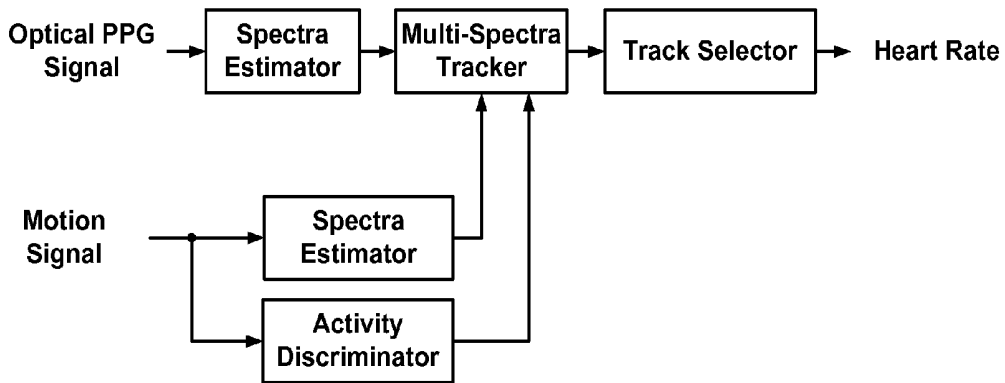 Optical PPG
Signal
Spectra
Estimator
Multi-Spectra
Tracker
Track Selector
Heart Rate
Motion
Signal
Spectra
Estimator
Activity
Discriminator